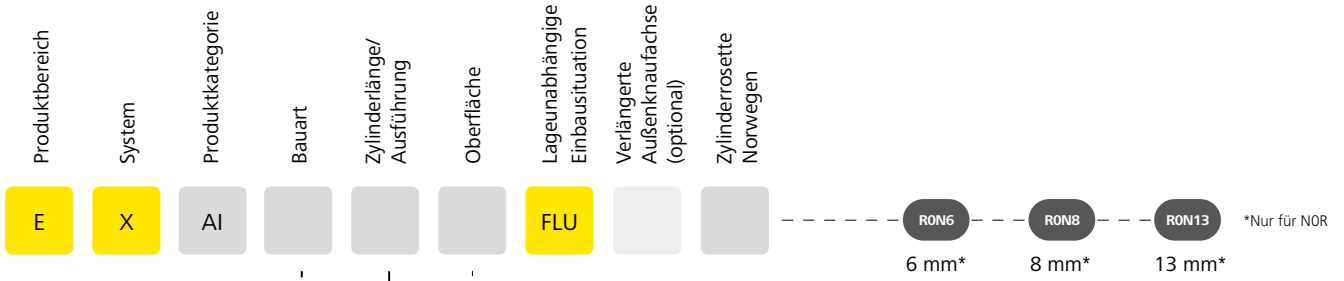 Produktbereich
System
Produktkategorie
Bauart
Zylinderlänge/
Ausführung
Oberfläche
Lageunabhängige
Einbausituation
Verlängerte
Außenknaufachse
(optional)
Zylinderrosette
Norwegen
E X AI FLU R0N6 R0N8 R0N13 *Nur für N0R
6 mm* 8 mm* 13 mm*